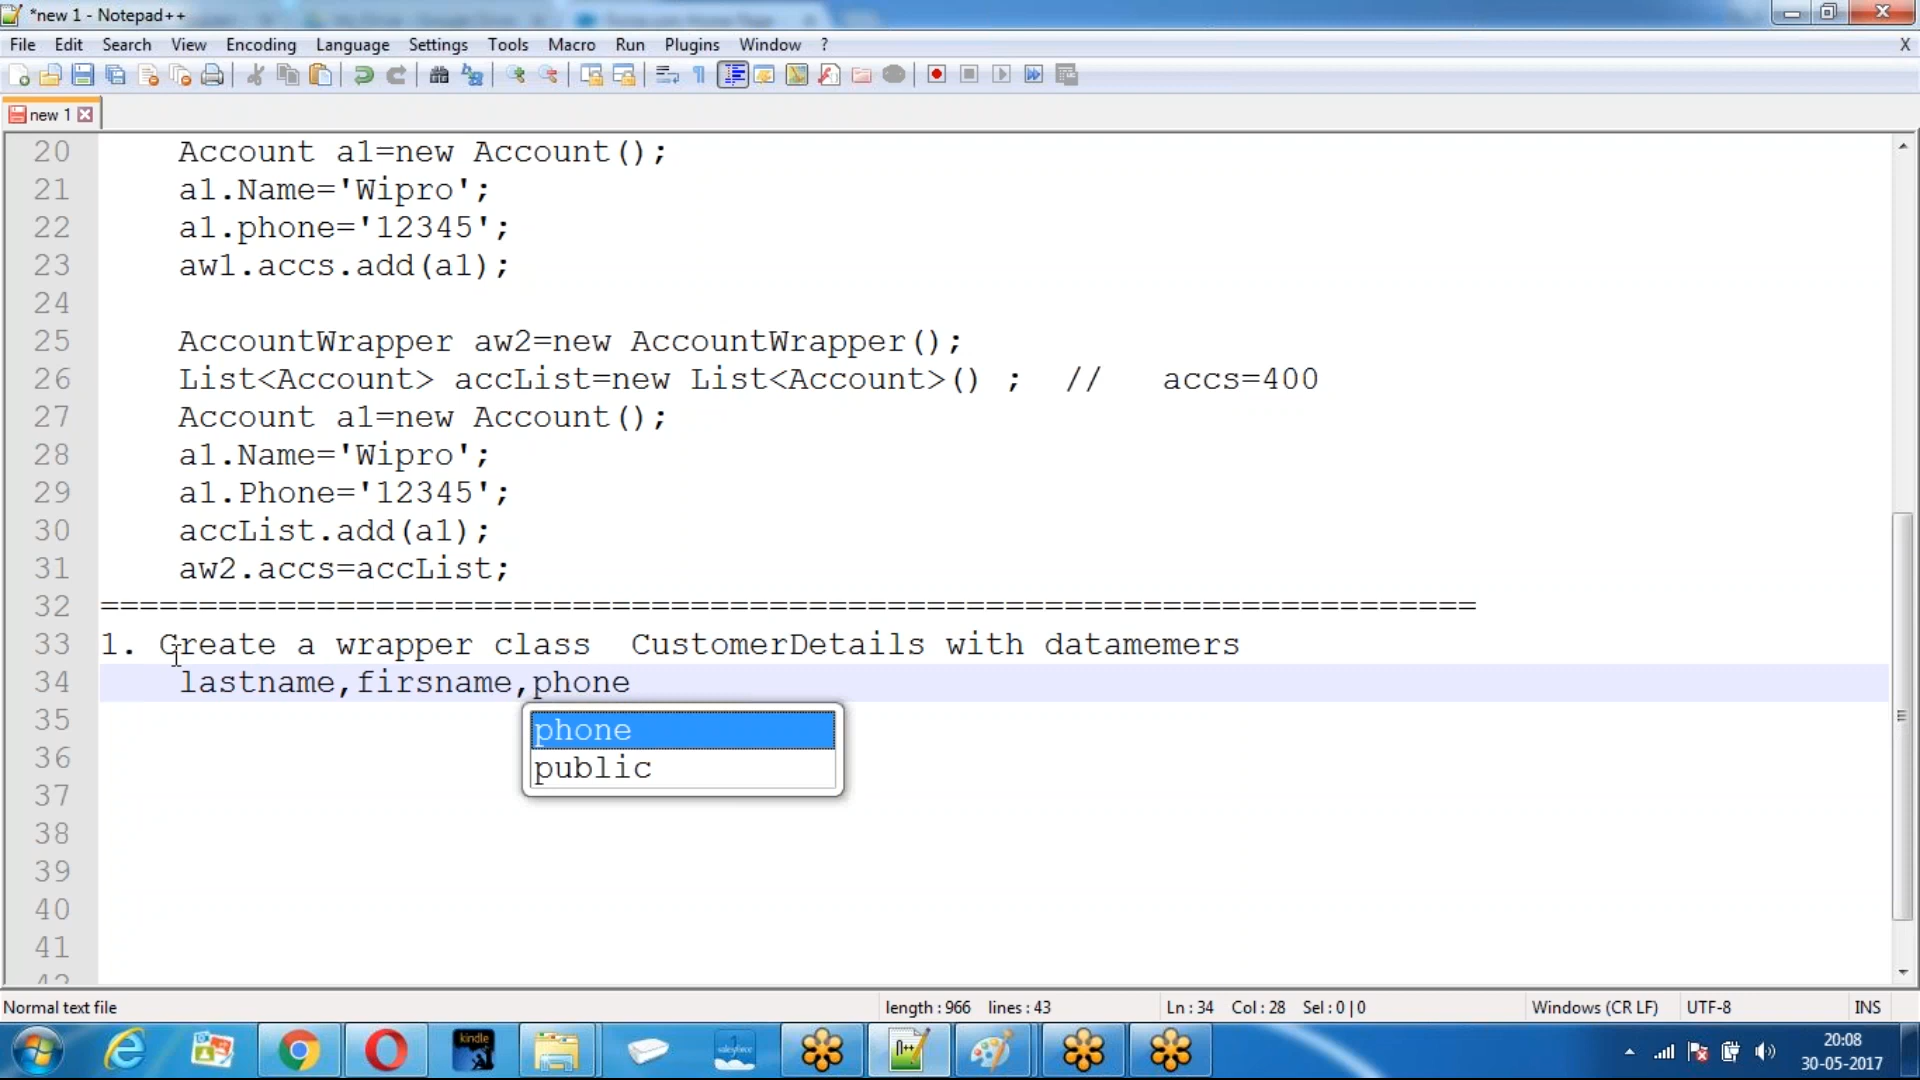 *new 1 - Notepad++
File Edit Search View Encoding Language Settings Tools Macro Run Plugins Window ? X
new 1
20 Account a1=new Account();
21 a1.Name='Wipro';
22 a1.phone='12345';
23 aw1.accs.add(a1);
24
25 AccountWrapper aw2=new AccountWrapper();
26 List<Account> accList=new List<Account>() ; // accs=400
27 Account a1=new Account();
28 a1.Name='Wipro';
29 a1.Phone='12345';
30 accList.add(a1);
31 aw2.accs=accList;
32 ======================================================================
33 1. Create a wrapper class CustomerDetails with datamemers
34 lastname,firsname,phone
35 phone
36
public
37
38
39
40
41
42
Normal text file length : 966 lines : 43 Ln : 34 Col : 28 Sel : 0 | 0 Windows (CR LF) UTF-8 INS
kindle
salesforce
N++
20:08
30-05-2017